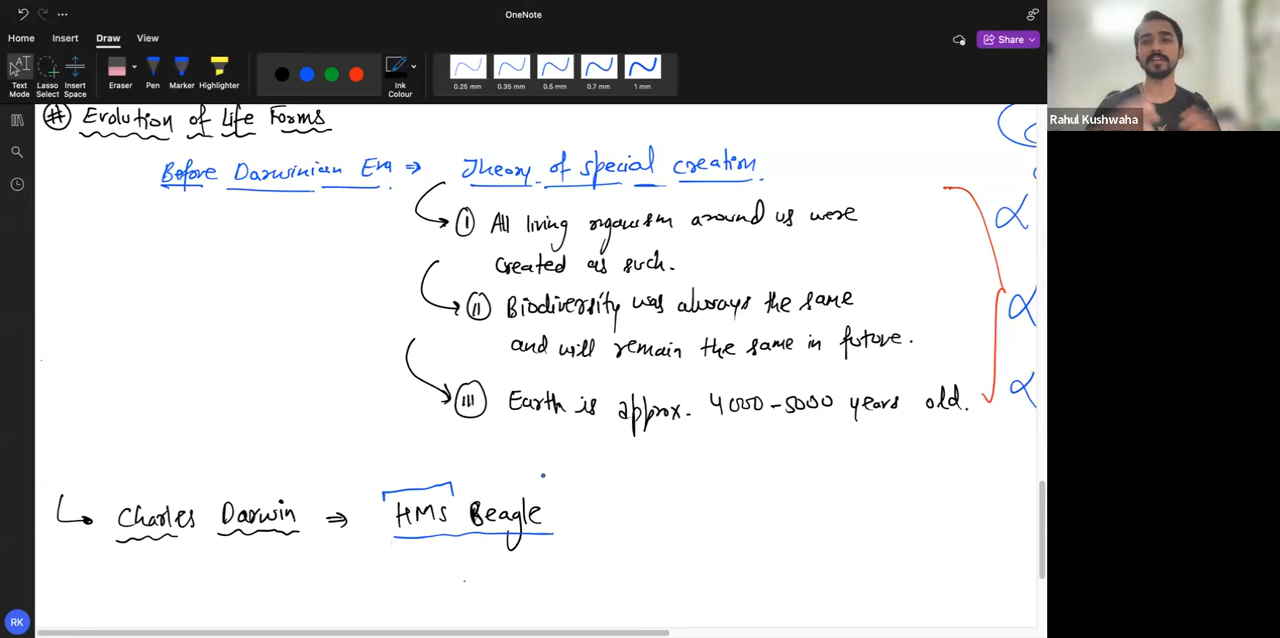 OneNote
Home Insert Draw View
Share
Text Mode
Lasso Select
Insert Space
Eraser
Pen
Marker
Highlighter
Ink Colour
0.25 mm
0.35 mm
0.5 mm
0.7 mm
1 mm
Rahul Kushwaha
# Evolution of Life Forms
Before Darwinian Era ⇒ Theory of special creation.
I All living organism around us were
created as such.
II Biodiversity was always the same
and will remain the same in future.
III Earth is approx. 4000-5000 years old.
α
α
α
Charles Darwin ⇒ HMS Beagle
RK